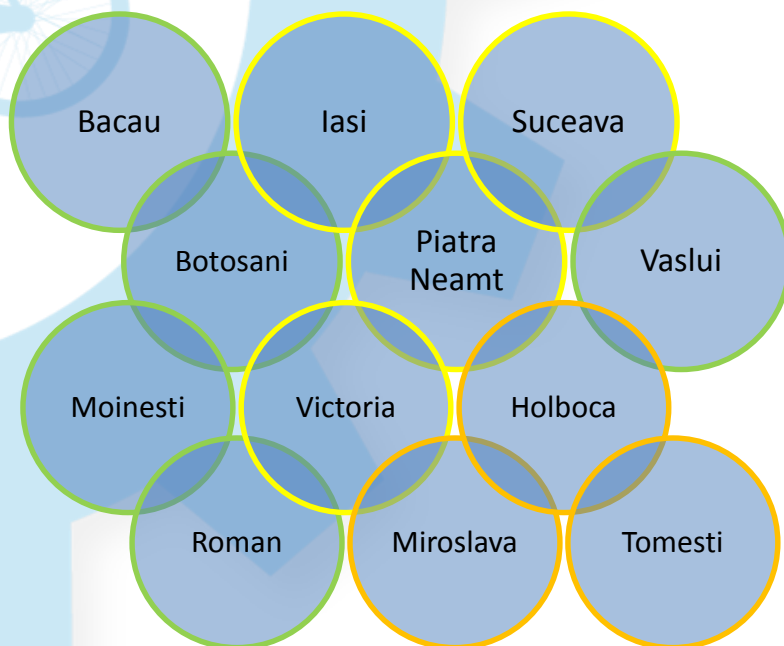 Bacau
Iasi
Suceava
Botosani
Piatra
Neamt
Vaslui
Moinesti
Victoria
Holboca
Roman
Miroslava
Tomesti